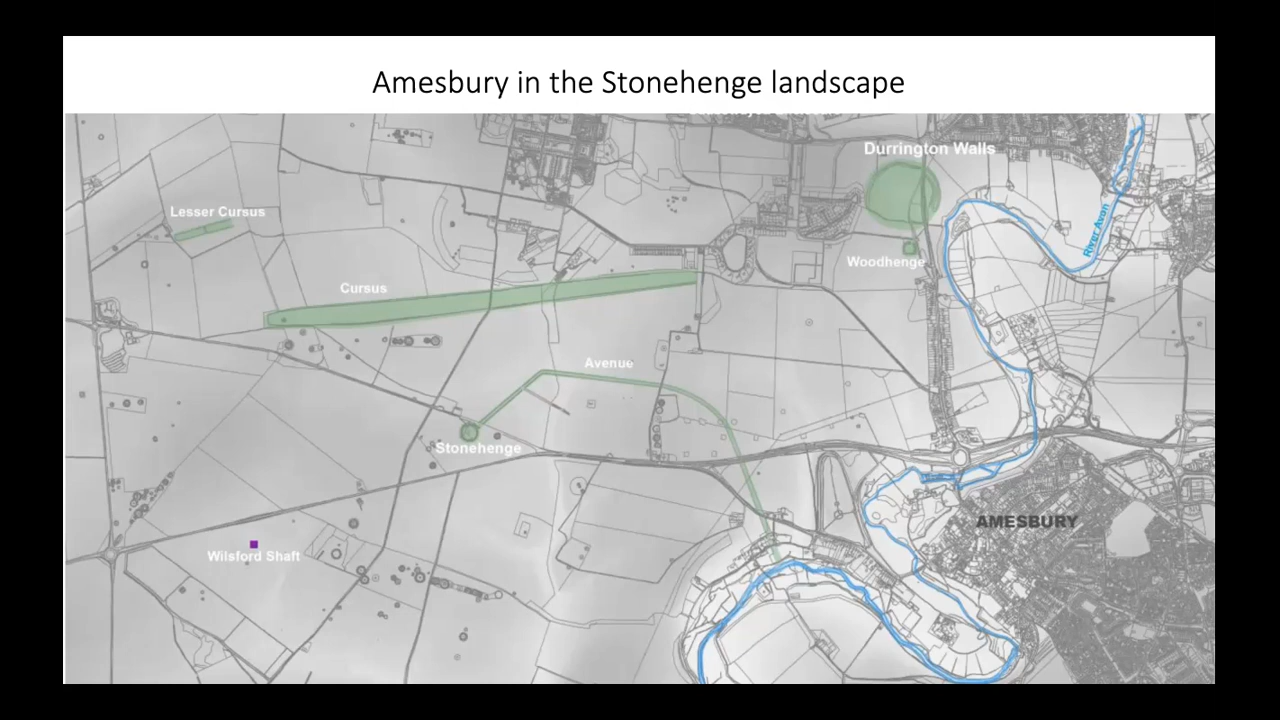 Amesbury in the Stonehenge landscape
Durrington Walls
Lesser Cursus
River Avon
Woodhenge
Cursus
Avenue
Stonehenge
AMESBURY
Wilsford Shaft